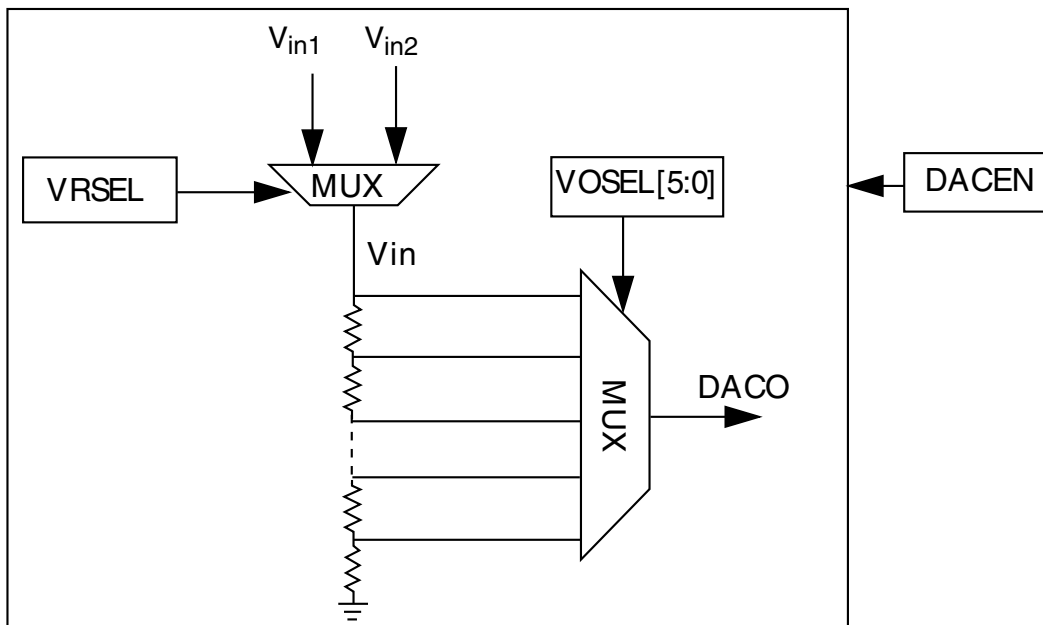 Vin1 Vin2
VRSEL
MUX
VOSEL[5:0]
DACEN
Vin
MUX
DACO